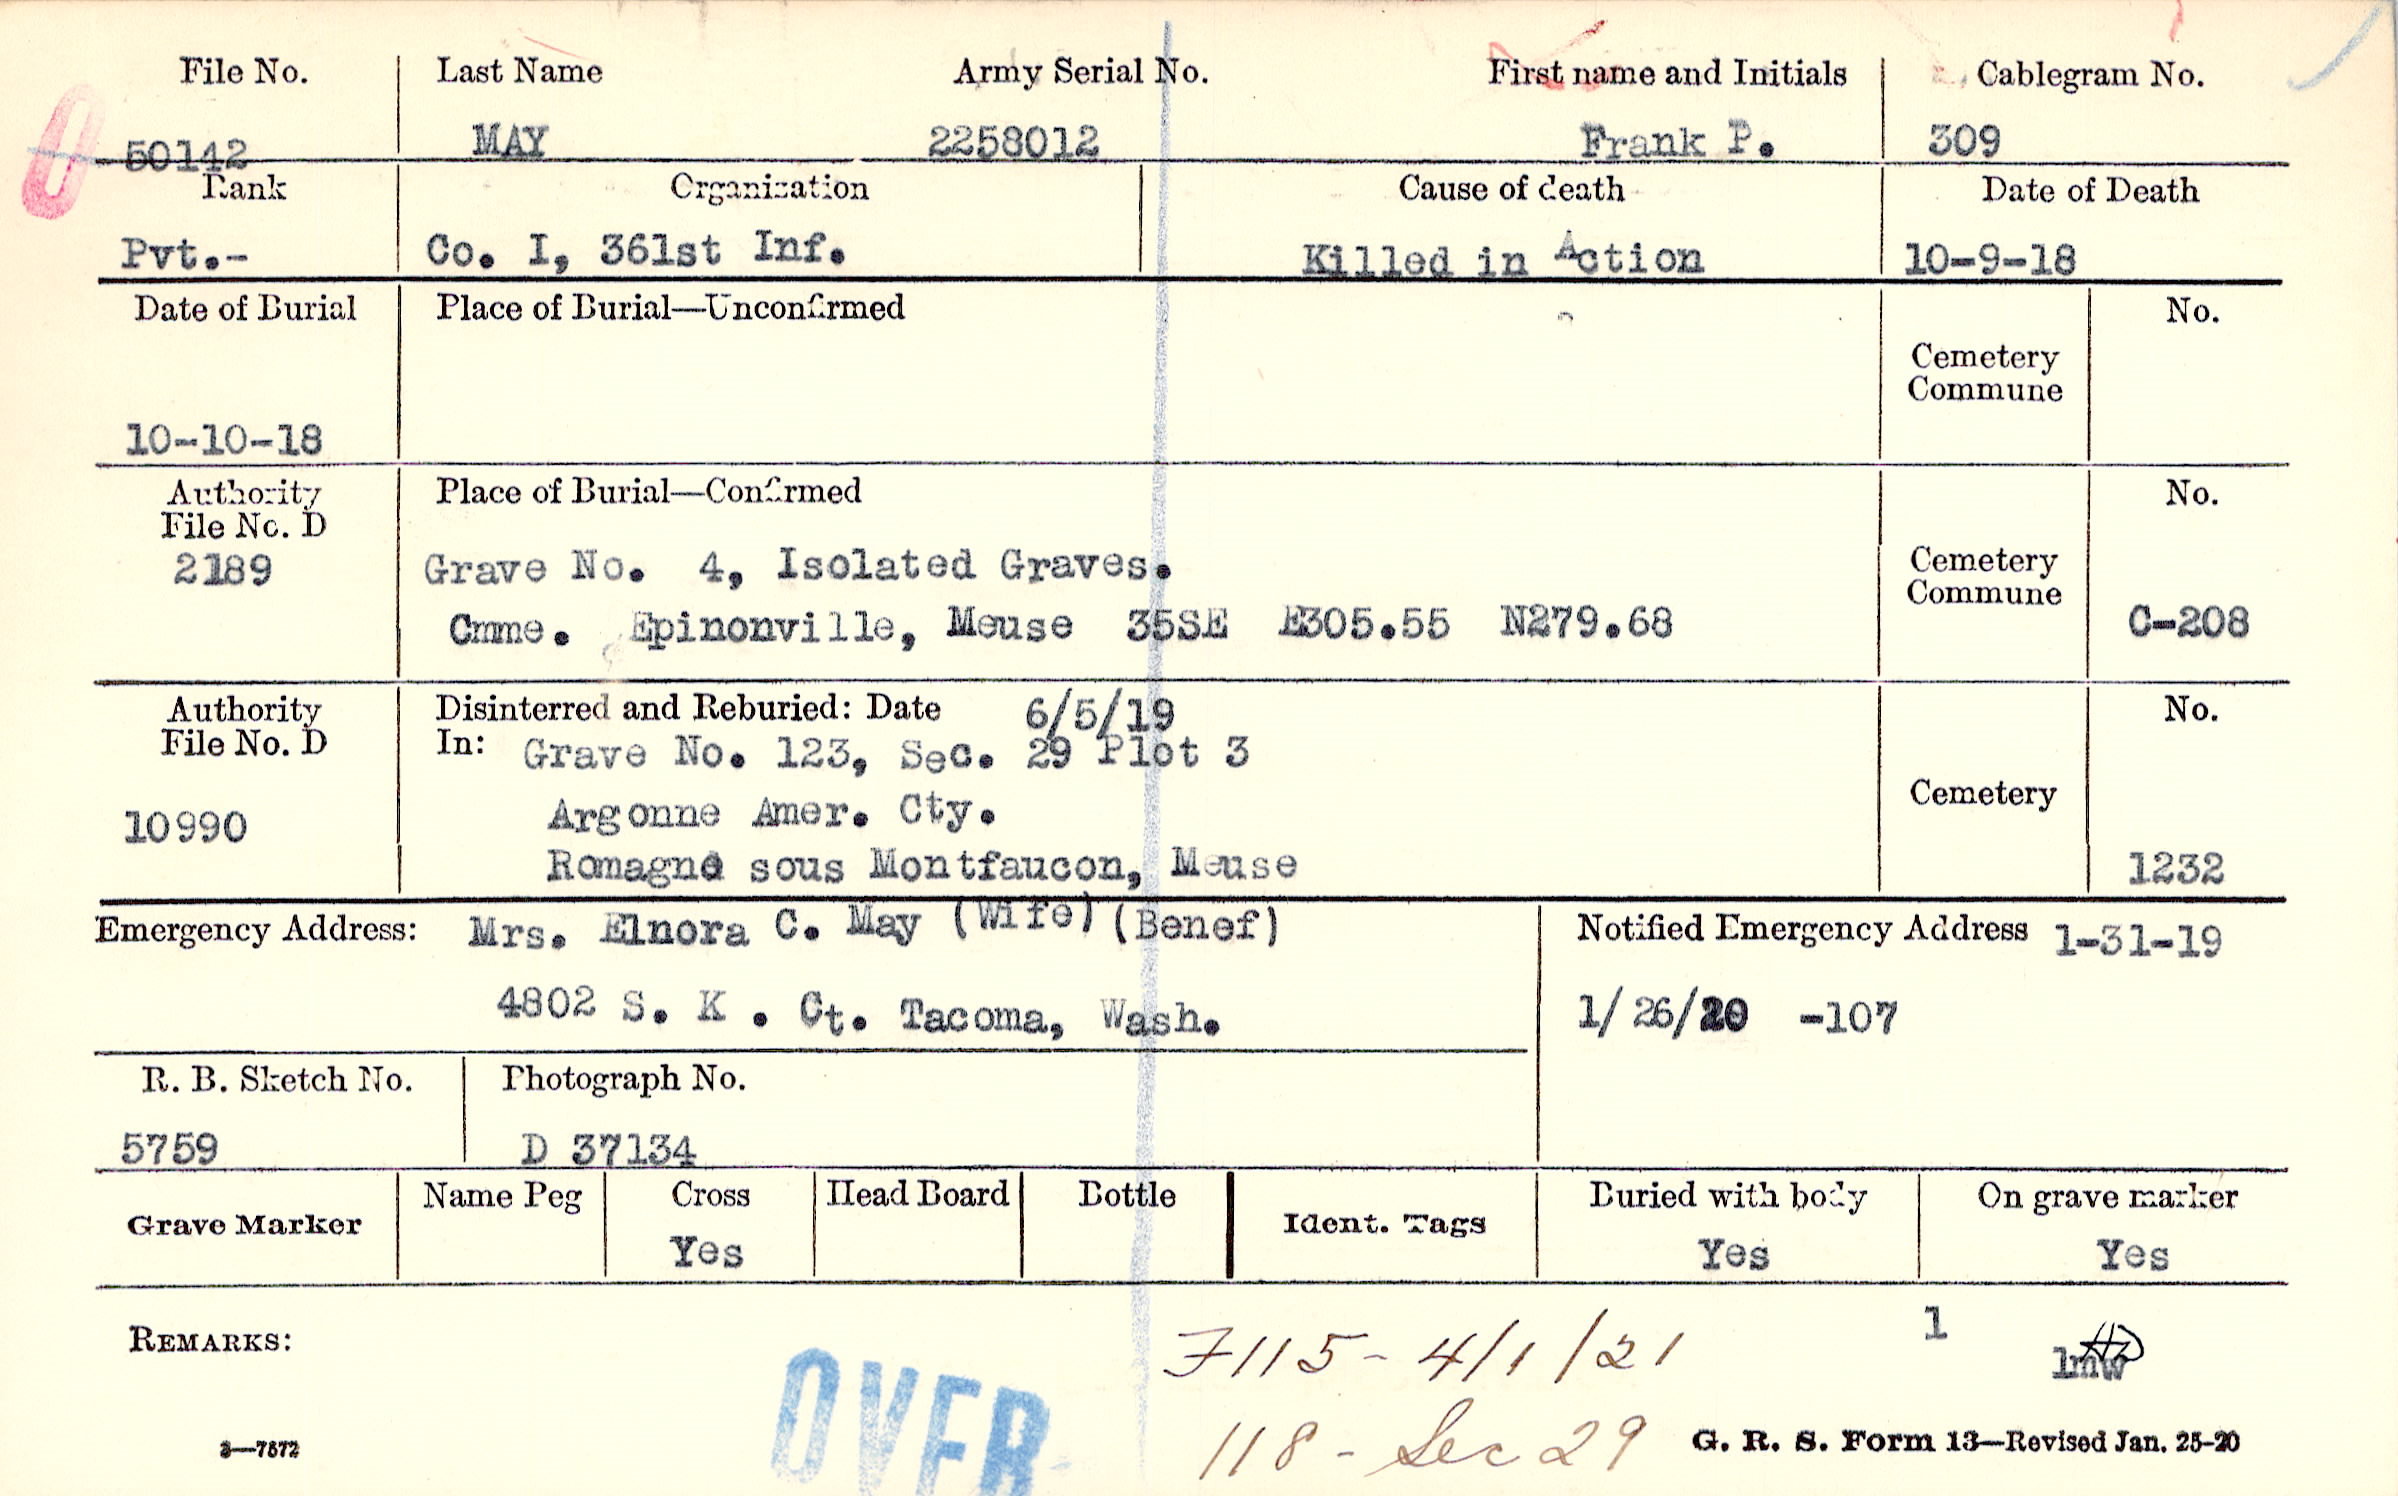 File No. Last Name Army Serial No. First name and Initials Cablegram No.
50142 MAY 2258012 Frank P. 309
Rank Organization Cause of death Date of Death
Pvt.- Co. I, 361st Inf. Killed in Action 10-9-18
Date of Burial Place of Burial—Unconfirmed No.
Cemetery
Commune
10-10-18
Authority Place of Burial—Confirmed No.
File No. D
2189 Grave No. 4, Isolated Graves. Cemetery
Commune
Cmme. Epinonville, Meuse 35SE E305.55 N279.68 C-208
Authority Disinterred and Reburied: Date 6/5/19 No.
File No. D In: Grave No. 123, Sec. 29 Plot 3
Cemetery
10990 Argonne Amer. Cty.
Romagne sous Montfaucon, Meuse 1232
Emergency Address: Mrs. Elnora C. May (Wife) (Benef) Notified Emergency Address 1-31-19
4802 S. K . Ct. Tacoma, Wash. 1/26/20 -107
R. B. Sketch No. Photograph No.
5759 D 37134
Grave Marker Name Peg Cross Head Board Bottle Ident. Tags Buried with body On grave marker
Yes Yes Yes
1
REMARKS: F115- 4/1/21 lmw
OVER
118 - Sec 29
3—7572 G. R. S. Form 13—Revised Jan. 25-20